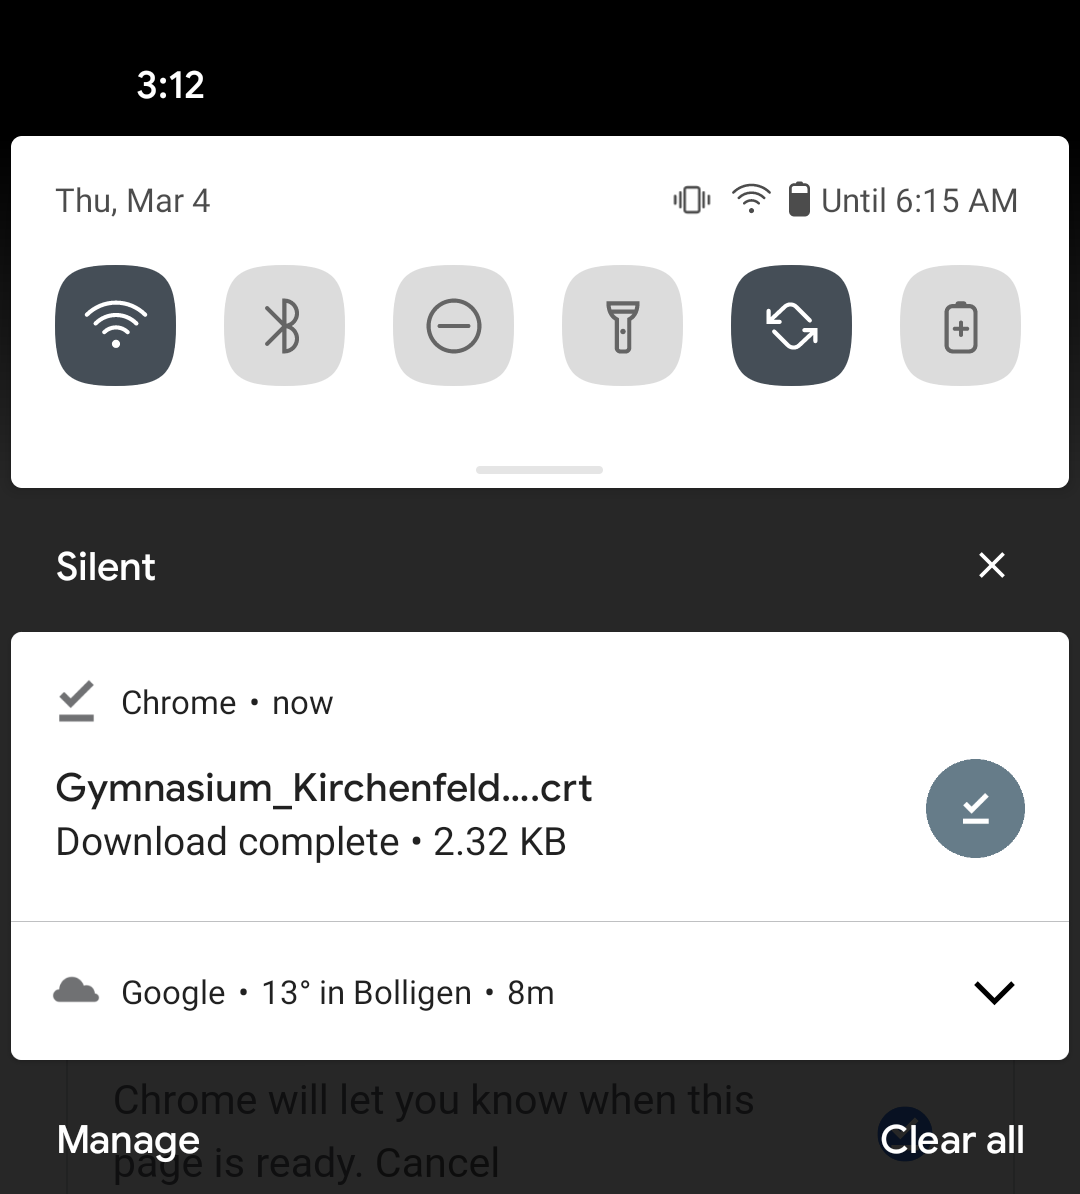 3:12
Thu, Mar 4 Until 6:15 AM
Silent
Chrome • now
Gymnasium_Kirchenfeld....crt
Download complete • 2.32 KB
Google • 13° in Bolligen • 8m
Chrome will let you know when this
Manage Clear all
page is ready. Cancel